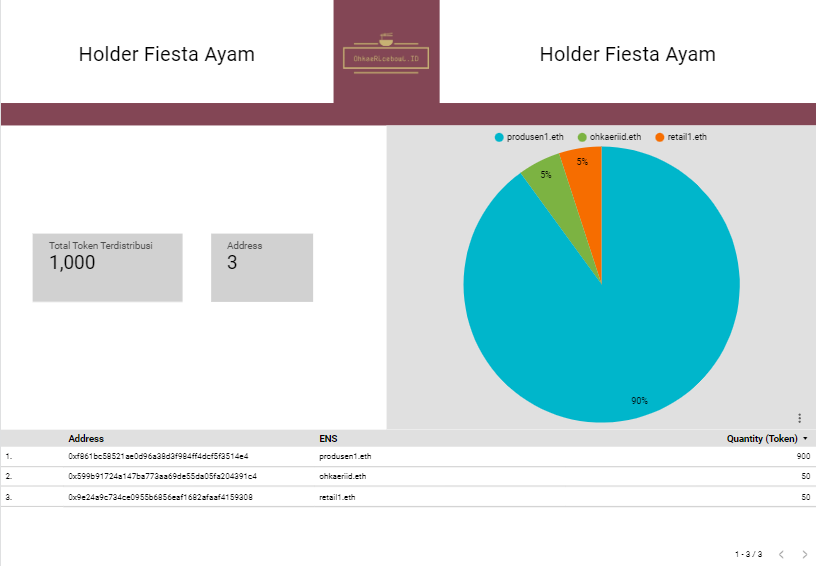 Holder Fiesta Ayam
OhkaeRiceboal.ID
Holder Fiesta Ayam
produsen1.eth
ohkaeriid.eth
retail1.eth
5%
5%
90%
Total Token Terdistribusi
1,000
Address
3
Address ENS Quantity (Token)
1. 0xf861bc58521ae0d96a38d3f984ff4dcf5f3514e4 produsen1.eth 900
2. 0x599b91724a147ba773aa69de55da05fa204391c4 ohkaeriid.eth 50
3. 0x9e24a9c734ce0955b6856eaf1682afaaf4159308 retail1.eth 50
1 - 3 / 3